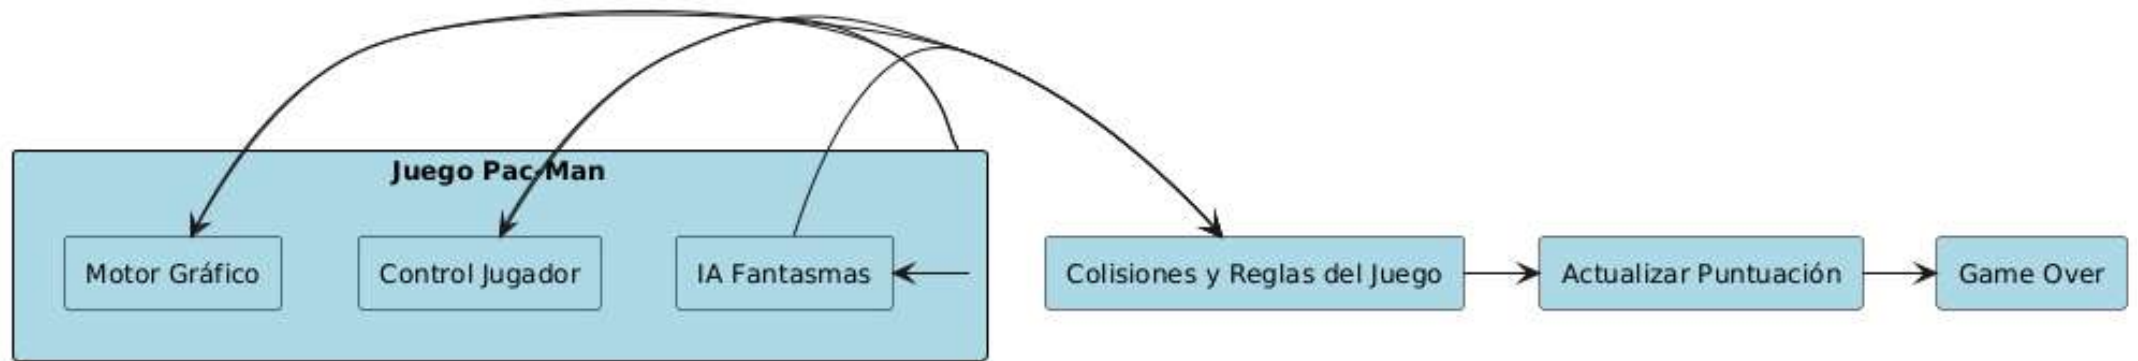 Juego Pac-Man
Motor Gráfico
Control Jugador
IA Fantasmas
Colisiones y Reglas del Juego
Actualizar Puntuación
Game Over